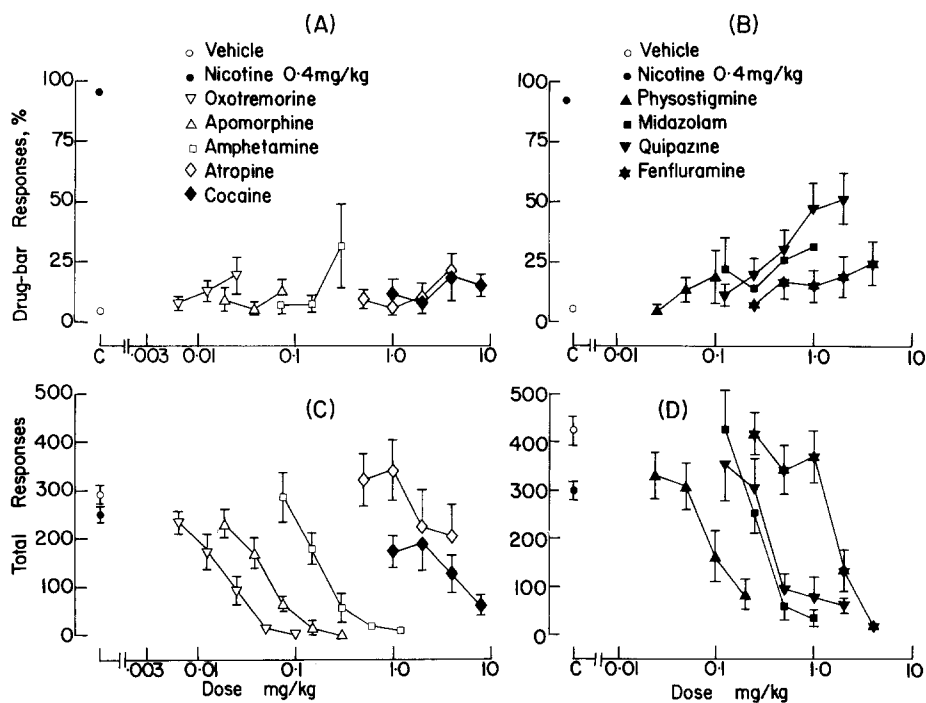 (A)
Vehicle
Nicotine 0·4mg/kg
Oxotremorine
Apomorphine
Amphetamine
Atropine
Cocaine
(B)
Vehicle
Nicotine 0·4mg/kg
Physostigmine
Midazolam
Quipazine
Fenfluramine
Drug-bar Responses, %
100
75
50
25
0
C
·003
0·01
0·1
1·0
10
100
75
50
25
0
C
0·01
0·1
1·0
10
(C)
Total Responses
500
400
300
200
100
0
C
·003
0·01
0·1
1·0
10
Dose mg/kg
(D)
500
400
300
200
100
0
C
0·01
0·1
1·0
10
Dose mg/kg